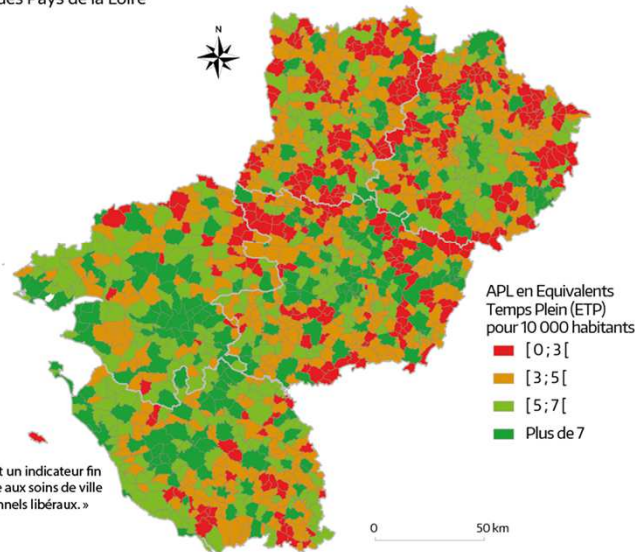 des Pays de la Loire
N
APL en Equivalents
Temps Plein (ETP)
pour 10 000 habitants
[ 0 ; 3 [
[ 3 ; 5 [
[ 5 ; 7 [
Plus de 7
t un indicateur fin
aux soins de ville
nnels libéraux. »
0 50 km